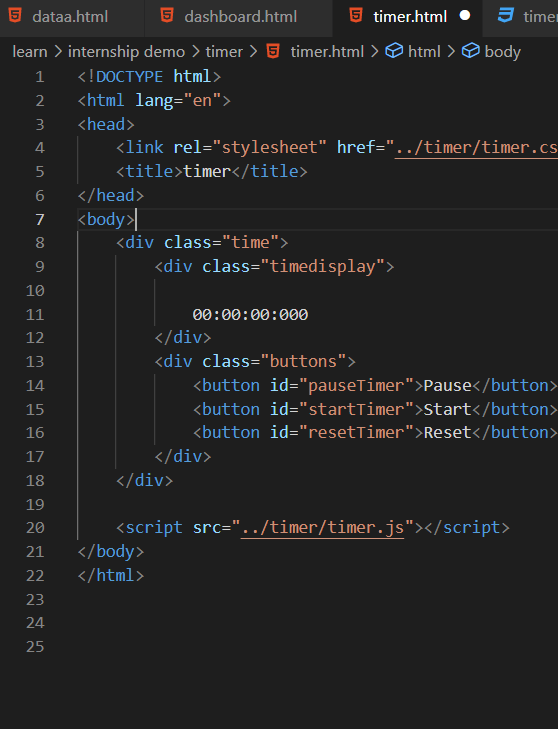 dataa.html dashboard.html timer.html timer
learn > internship demo > timer > timer.html > html > body
1 <!DOCTYPE html>
2 <html lang="en">
3 <head>
4 <link rel="stylesheet" href="../timer/timer.cs
5 <title>timer</title>
6 </head>
7 <body>
8 <div class="time">
9 <div class="timedisplay">
10
11 00:00:00:000
12 </div>
13 <div class="buttons">
14 <button id="pauseTimer">Pause</button>
15 <button id="startTimer">Start</button>
16 <button id="resetTimer">Reset</button>
17 </div>
18 </div>
19
20 <script src="../timer/timer.js"></script>
21 </body>
22 </html>
23
24
25